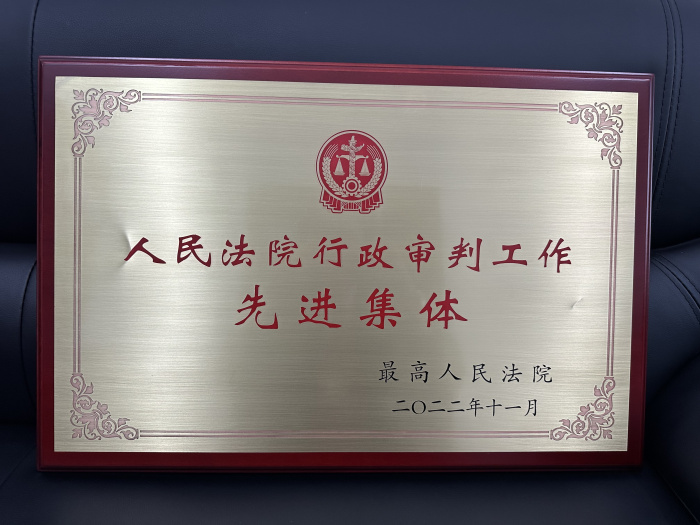 人民法院行政审判工作
先进集体
最高人民法院
二〇二二年十一月